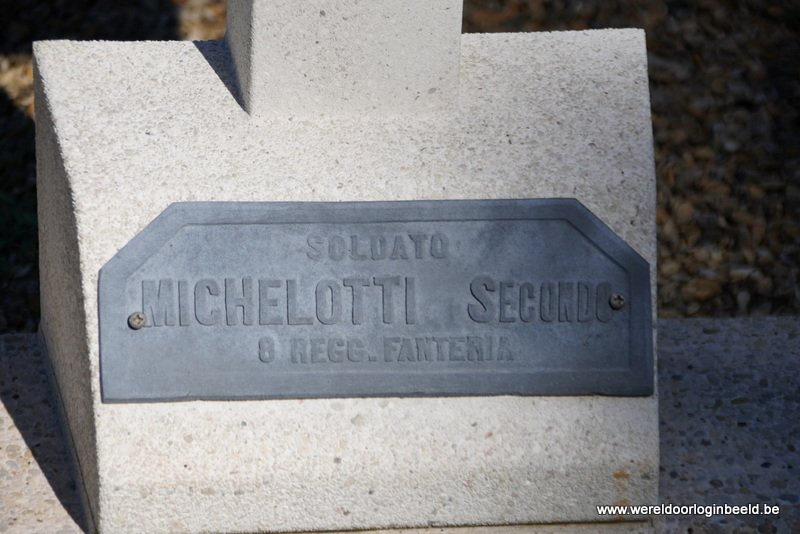 SOLDATO
MICHELOTTI SECONDO
8 REGG. FANTERIA
www.wereldoorloginbeeld.be